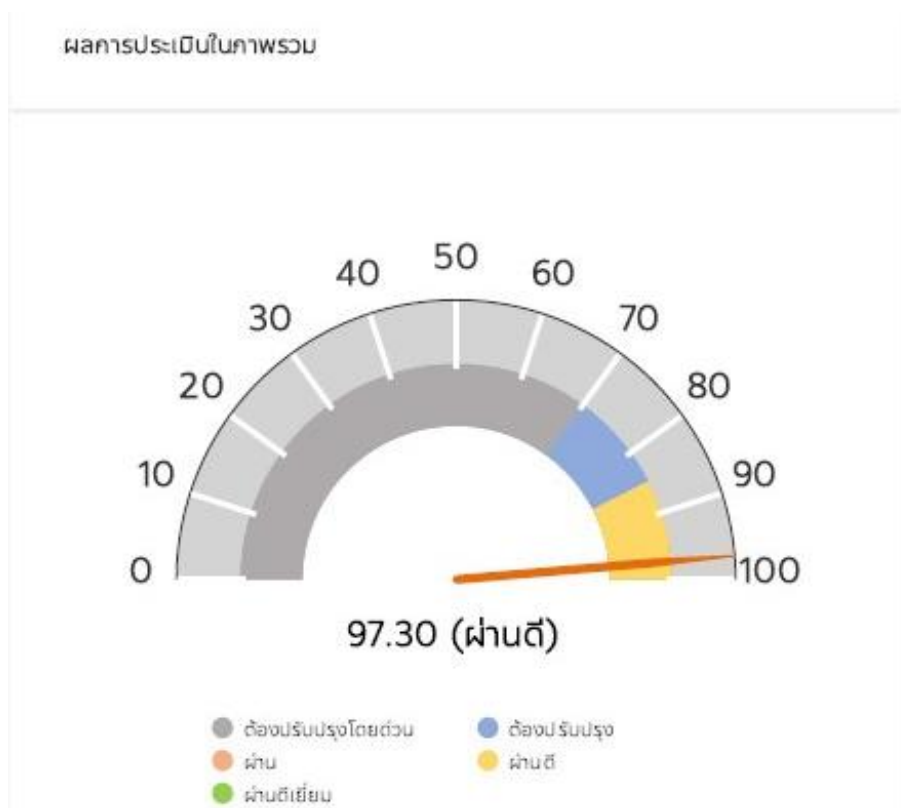 ผลการประเมินในภาพรวม
50
40
60
30
70
20
80
10
90
0
100
97.30 (ผ่านดี)
ต้องปรับปรุงโดยด่วน
ต้องปรับปรุง
ผ่าน
ผ่านดี
ผ่านดีเยี่ยม